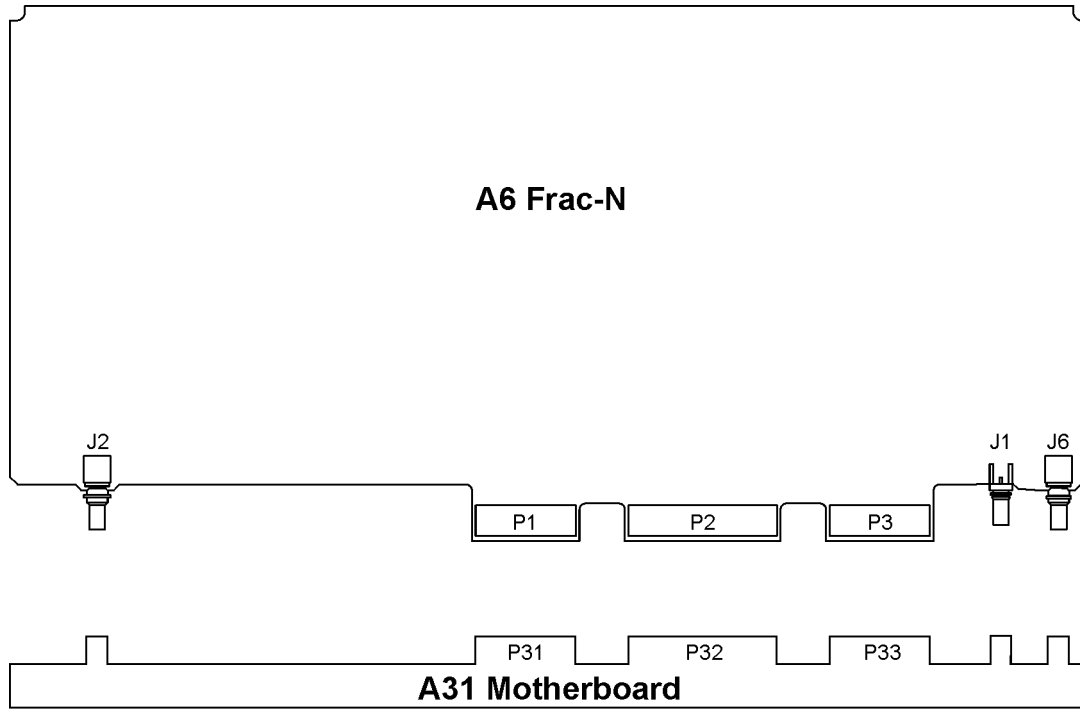 A6 Frac-N
J2
J1
J6
P1
P2
P3
P31
P32
P33
A31 Motherboard